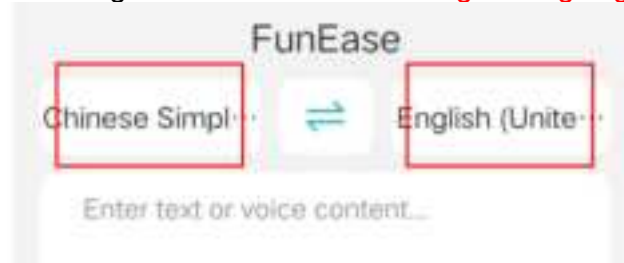 FunEase
Chinese Simpl··· ⇌ English (Unite···
Enter text or voice content...